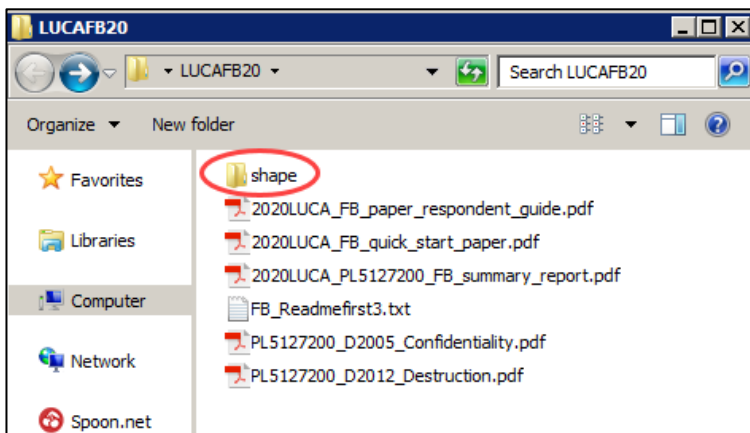 LUCAFB20
LUCAFB20
Search LUCAFB20
Organize
New folder
Favorites
shape
2020LUCA_FB_paper_respondent_guide.pdf
Libraries
2020LUCA_FB_quick_start_paper.pdf
2020LUCA_PL5127200_FB_summary_report.pdf
Computer
FB_Readmefirst3.txt
PL5127200_D2005_Confidentiality.pdf
Network
PL5127200_D2012_Destruction.pdf
Spoon.net